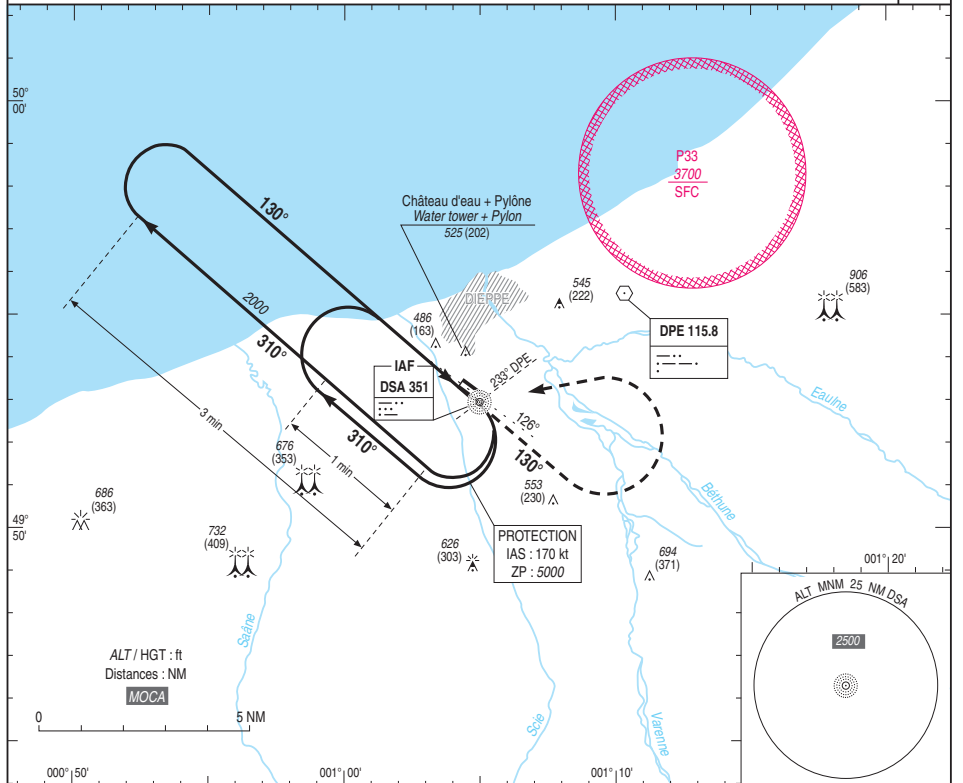 50°
00'
P33
3700
SFC
130°
Château d'eau + Pylône
Water tower + Pylon
525 (202)
2000
310°
486
(163)
DIEPPE
545
(222)
906
(583)
DPE 115.8
IAF
DSA 351
233° DPE
126°
130°
Eaulne
3 min
1 min
310°
676
(353)
553
(230)
Béthune
686
(363)
49°
50'
732
(409)
626
(303)
PROTECTION
IAS : 170 kt
ZP : 5000
694
(371)
001° 20'
ALT MNM 25 NM DSA
2500
Saâne
Scie
Varenne
ALT / HGT : ft
Distances : NM
MOCA
0 5 NM
000° 50'
001° 00'
001° 10'